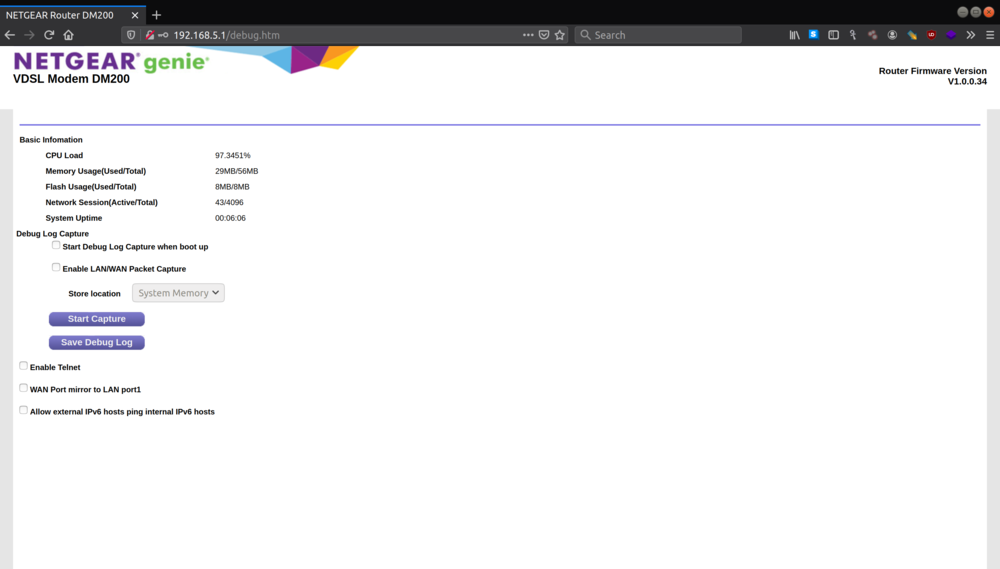 NETGEAR Router DM200
192.168.5.1/debug.htm
Search
NETGEAR® genie®
VDSL Modem DM200
Router Firmware Version
V1.0.0.34
Basic Infomation
CPU Load 97.3451%
Memory Usage(Used/Total) 29MB/56MB
Flash Usage(Used/Total) 8MB/8MB
Network Session(Active/Total) 43/4096
System Uptime 00:06:06
Debug Log Capture
Start Debug Log Capture when boot up
Enable LAN/WAN Packet Capture
Store location System Memory
Start Capture
Save Debug Log
Enable Telnet
WAN Port mirror to LAN port1
Allow external IPv6 hosts ping internal IPv6 hosts